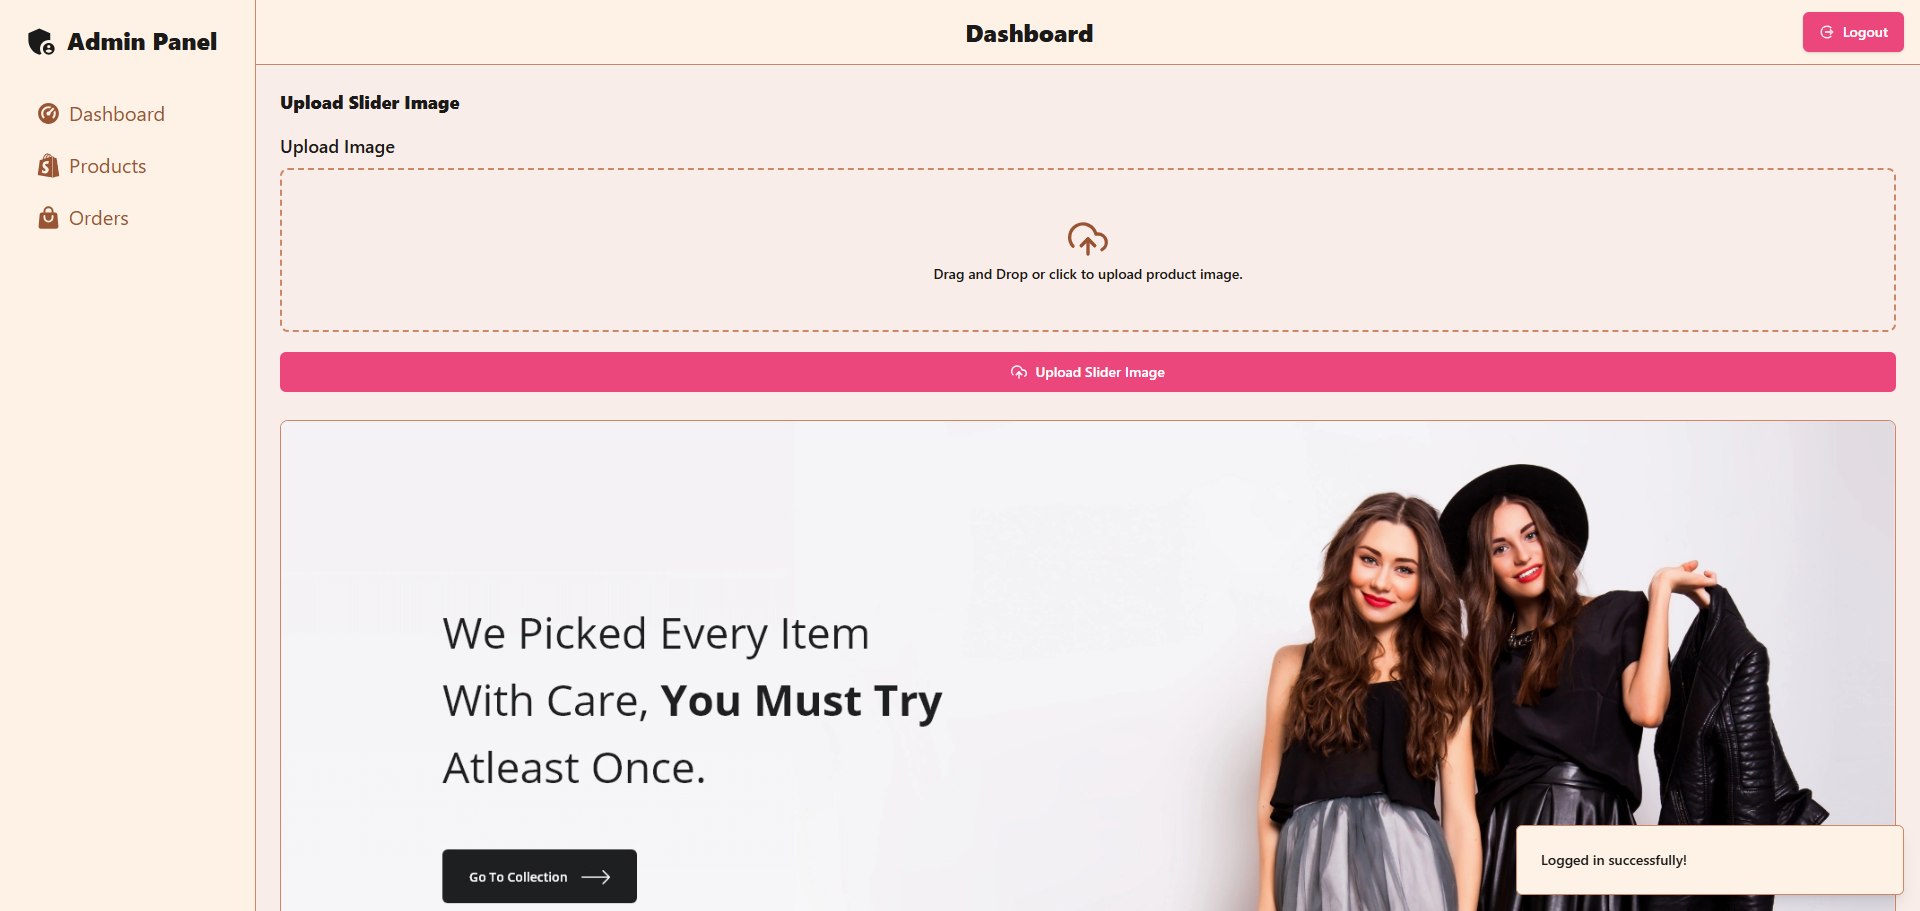 Admin Panel
Dashboard
Products
Orders
Dashboard
Logout
Upload Slider Image
Upload Image
Drag and Drop or click to upload product image.
Upload Slider Image
We Picked Every Item
With Care, You Must Try
Atleast Once.
Go To Collection
Logged in successfully!